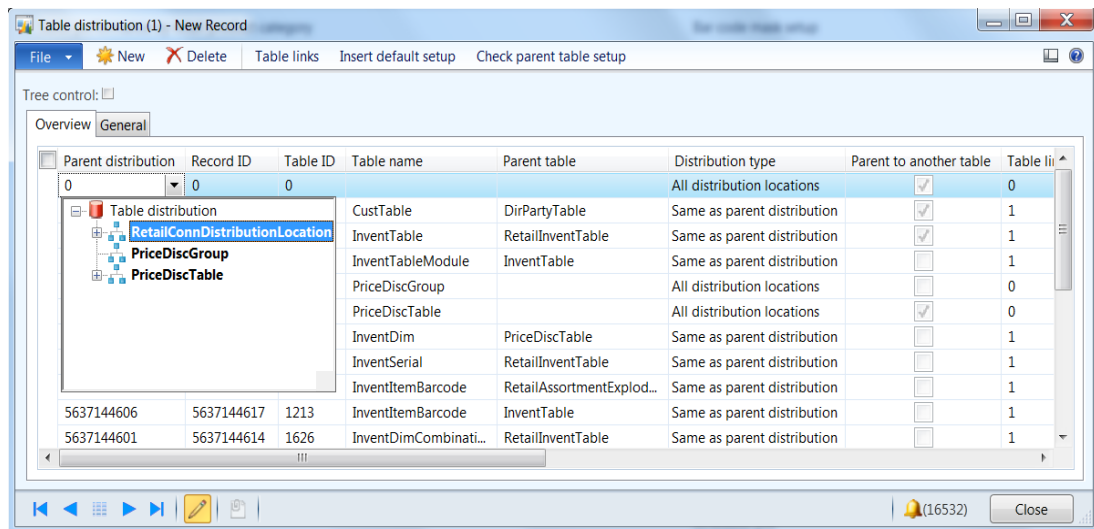 Table distribution (1) - New Record
File New Delete Table links Insert default setup Check parent table setup
Tree control:
Overview General
Parent distribution Record ID Table ID Table name Parent table Distribution type Parent to another table Table li
0 0 0 All distribution locations 0
Table distribution CustTable DirPartyTable Same as parent distribution 1
RetailConnDistributionLocation InventTable RetailInventTable Same as parent distribution 1
PriceDiscGroup InventTableModule InventTable Same as parent distribution 1
PriceDiscTable PriceDiscGroup All distribution locations 0
PriceDiscTable All distribution locations 0
InventDim PriceDiscTable Same as parent distribution 1
InventSerial RetailInventTable Same as parent distribution 1
InventItemBarcode RetailAssortmentExplod... Same as parent distribution 1
5637144606 5637144617 1213 InventItemBarcode InventTable Same as parent distribution 1
5637144601 5637144614 1626 InventDimCombinati... RetailInventTable Same as parent distribution 1
(16532) Close